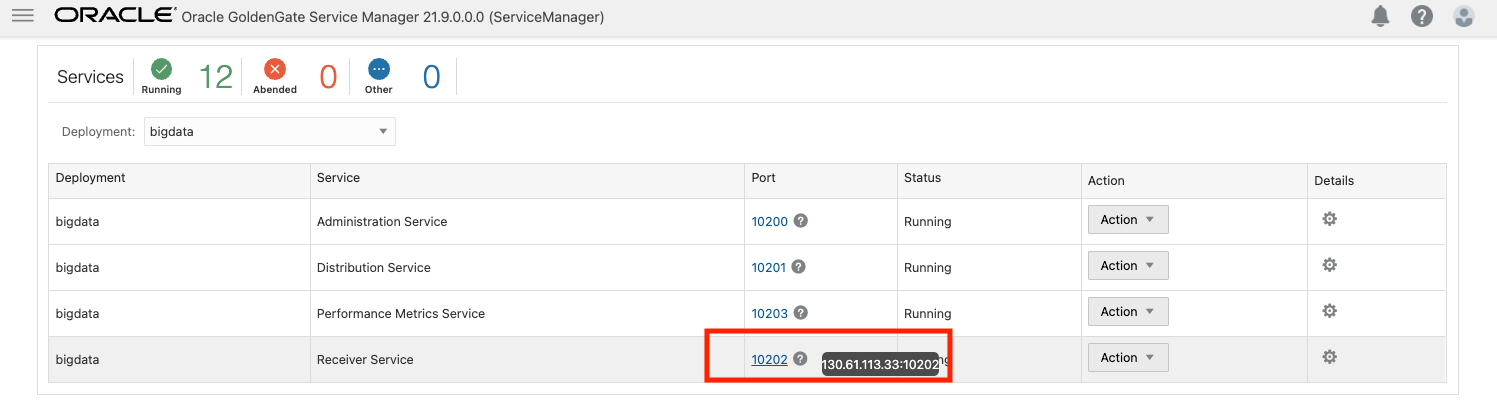 ORACLE® Oracle GoldenGate Service Manager 21.9.0.0.0 (ServiceManager)
Services Running 12 Abended 0 Other 0
Deployment: bigdata
Deployment Service Port Status Action Details
bigdata Administration Service 10200 Running Action
bigdata Distribution Service 10201 Running Action
bigdata Performance Metrics Service 10203 Running Action
bigdata Receiver Service 10202 130.61.113.33:10202 Action